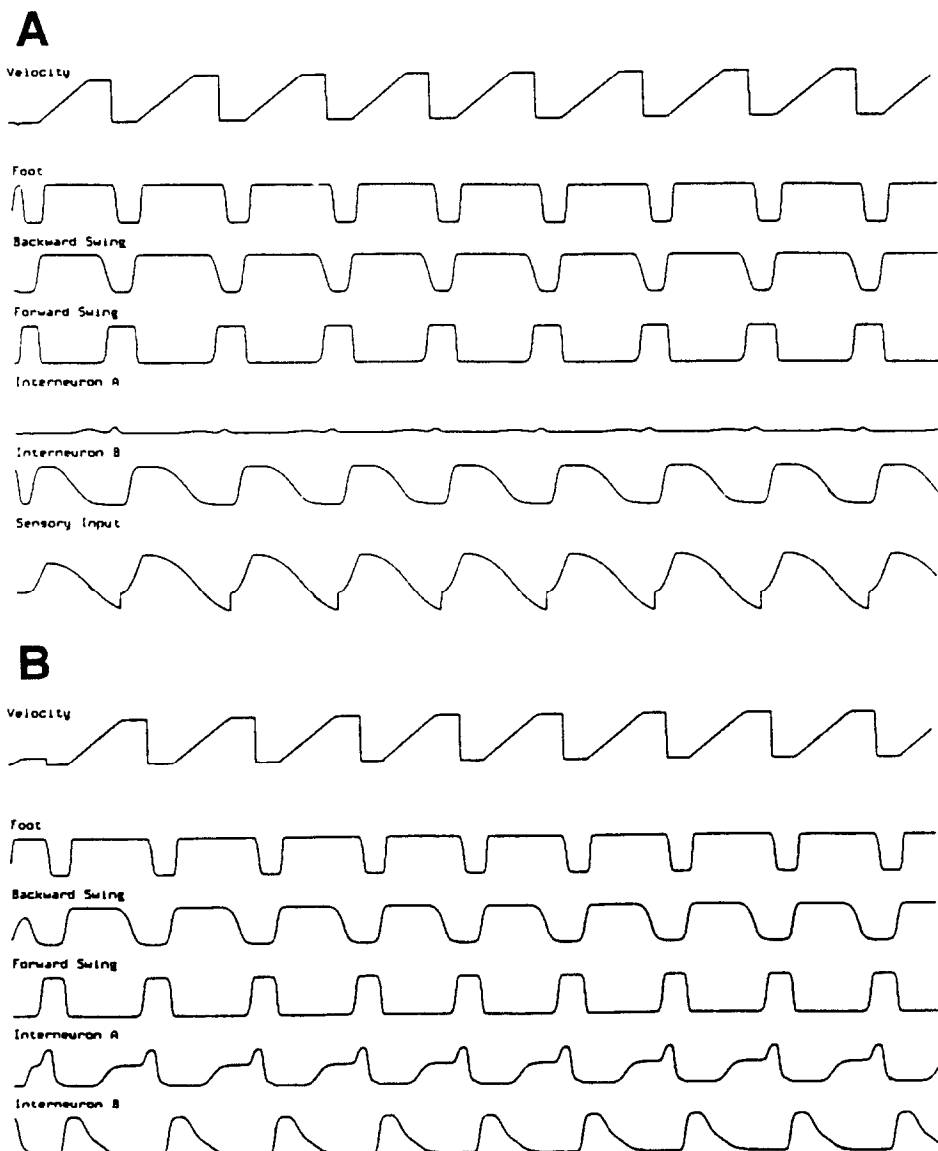 A
Velocity
Foot
Backward Swing
Forward Swing
Interneuron A
Interneuron B
Sensory Input
B
Velocity
Foot
Backward Swing
Forward Swing
Interneuron A
Interneuron B